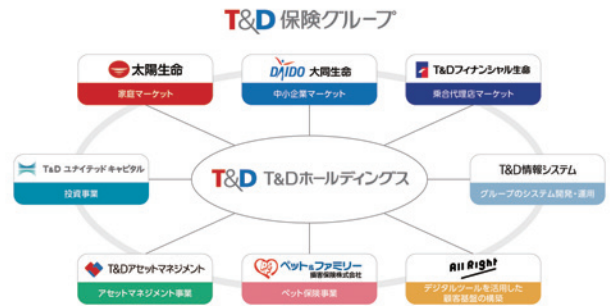 T&D 保険グループ
太陽生命
家庭マーケット
DAIDO 大同生命
中小企業マーケット
T&Dフィナンシャル生命
乗合代理店マーケット
T&D ユナイテッドキャピタル
投資事業
T&D T&Dホールディングス
T&D情報システム
グループのシステム開発・運用
T&Dアセットマネジメント
アセットマネジメント事業
ペット&ファミリー
損害保険株式会社
ペット保険事業
All Right
デジタルツールを活用した
顧客基盤の構築